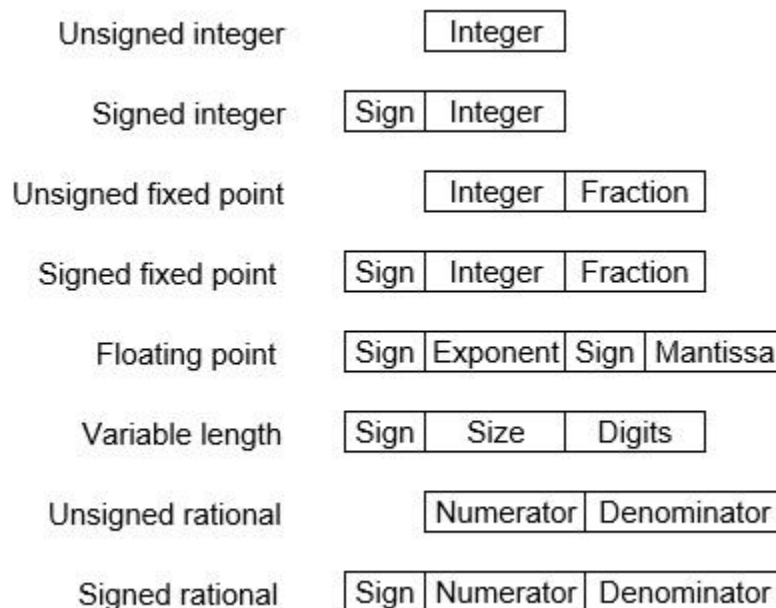 Unsigned integer Integer
Signed integer Sign Integer
Unsigned fixed point Integer Fraction
Signed fixed point Sign Integer Fraction
Floating point Sign Exponent Sign Mantissa
Variable length Sign Size Digits
Unsigned rational Numerator Denominator
Signed rational Sign Numerator Denominator